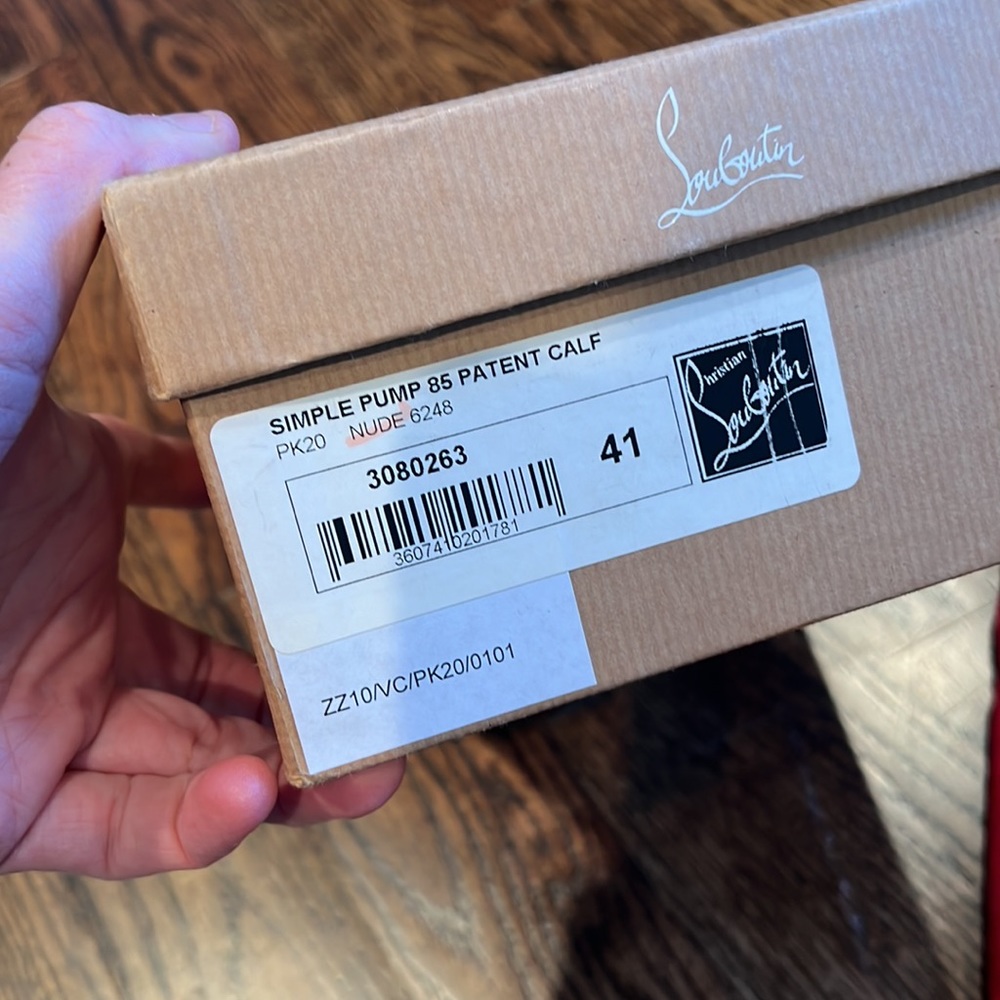 Louboutin
SIMPLE PUMP 85 PATENT CALF
PK20 NUDE 6248
3080263
41
3607410201781
Christian
Louboutin
ZZ10/VC/PK20/0101